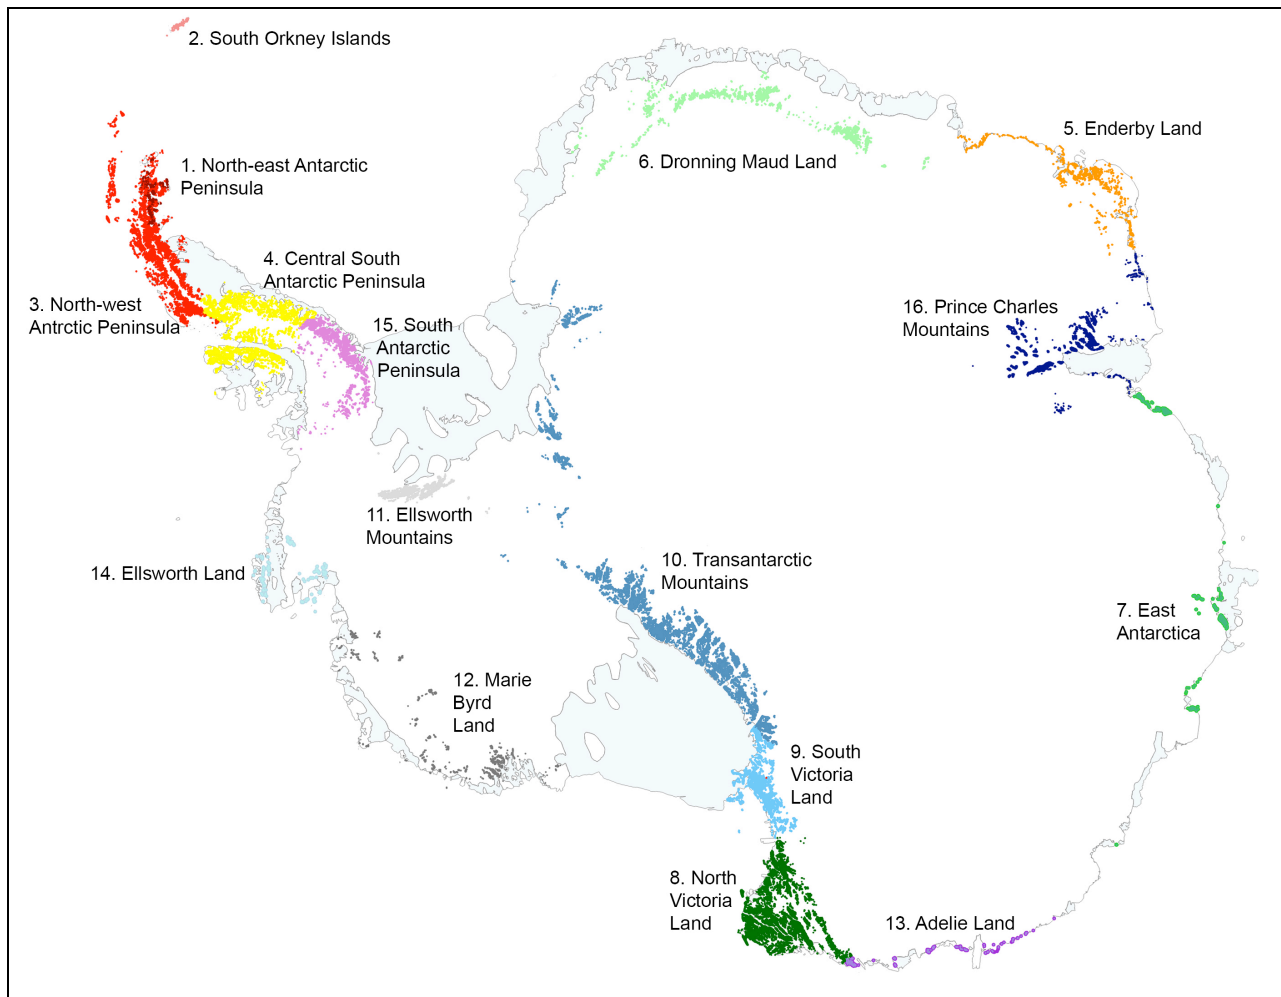 2. South Orkney Islands
5. Enderby Land
1. North-east Antarctic
Peninsula
6. Dronning Maud Land
4. Central South
Antarctic Peninsula
3. North-west
Antrctic Peninsula
15. South
Antarctic
Peninsula
16. Prince Charles
Mountains
11. Ellsworth
Mountains
14. Ellsworth Land
10. Transantarctic
Mountains
7. East
Antarctica
12. Marie
Byrd
Land
9. South
Victoria
Land
8. North
Victoria
Land
13. Adelie Land